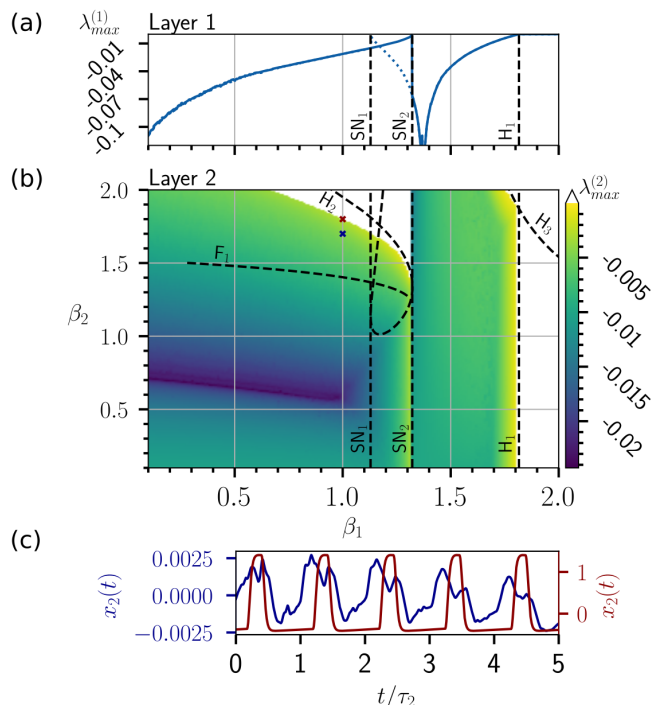 (a)
λ_max^(1)
Layer 1
-0.01
-0.04
-0.07
-0.1
SN₁
SN₂
H₁
(b)
Layer 2
λ_max^(2)
2.0
1.5
1.0
0.5
β₂
H₂
F₁
H₃
SN₁
SN₂
H₁
-0.005
-0.01
-0.015
-0.02
0.5
1.0
1.5
2.0
β₁
(c)
x₂(t)
0.0025
0.0000
−0.0025
1
0
x₂(t)
0
1
2
3
4
5
t/τ₂